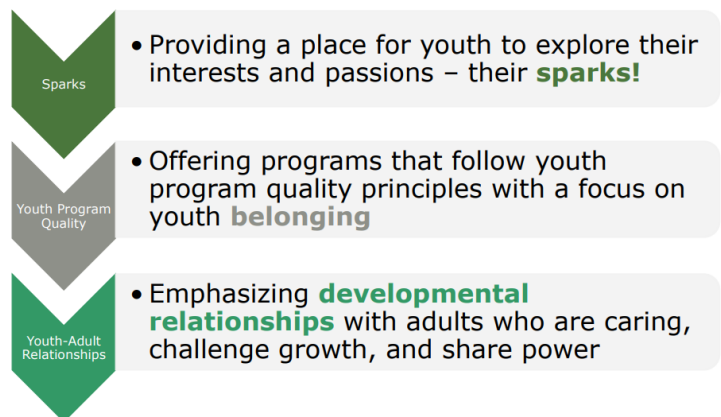 Sparks
• Providing a place for youth to explore their
interests and passions – their sparks!
Youth Program
Quality
• Offering programs that follow youth
program quality principles with a focus on
youth belonging
Youth-Adult
Relationships
• Emphasizing developmental
relationships with adults who are caring,
challenge growth, and share power